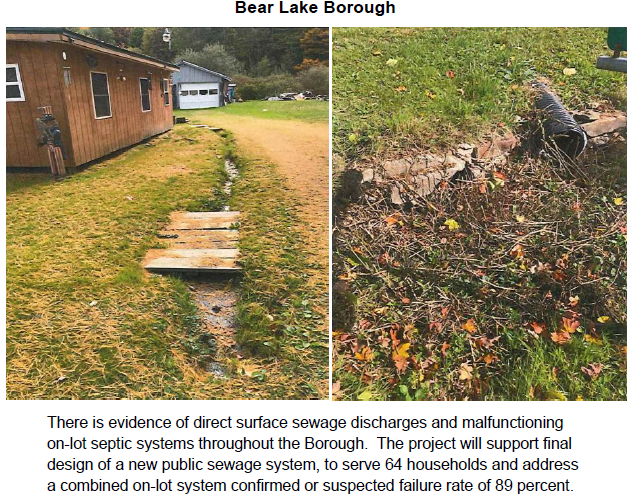 Bear Lake Borough
There is evidence of direct surface sewage discharges and malfunctioning
on-lot septic systems throughout the Borough. The project will support final
design of a new public sewage system, to serve 64 households and address
a combined on-lot system confirmed or suspected failure rate of 89 percent.